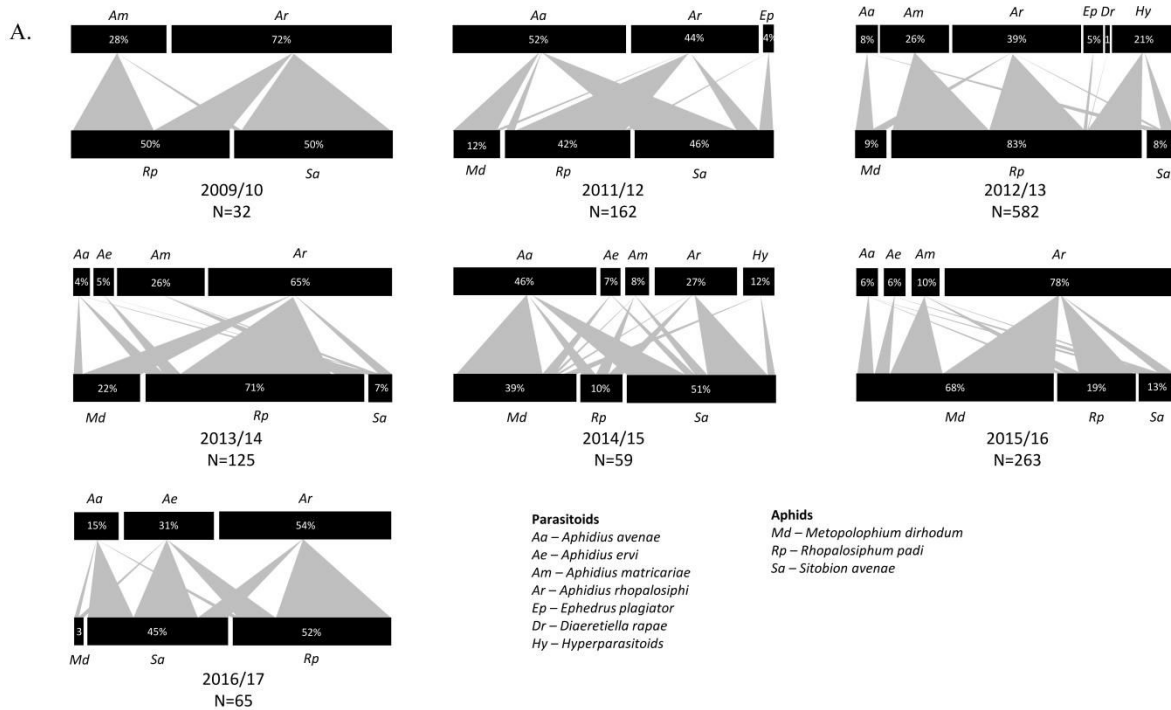 A.
Am Ar
28% 72%
50% 50%
Rp Sa
2009/10
N=32
Aa Ar Ep
52% 44% 4%
12% 42% 46%
Md Rp Sa
2011/12
N=162
Aa Am Ar Ep Dr Hy
8% 26% 39% 5% 1 21%
9% 83% 8%
Md Rp Sa
2012/13
N=582
Aa Ae Am Ar
4% 5% 26% 65%
22% 71% 7%
Md Rp Sa
2013/14
N=125
Aa Ae Am Ar Hy
46% 7% 8% 27% 12%
39% 10% 51%
Md Rp Sa
2014/15
N=59
Aa Ae Am Ar
6% 6% 10% 78%
68% 19% 13%
Md Rp Sa
2015/16
N=263
Aa Ae Ar
15% 31% 54%
3 45% 52%
Md Sa Rp
2016/17
N=65
Parasitoids
Aa – Aphidius avenae
Ae – Aphidius ervi
Am – Aphidius matricariae
Ar – Aphidius rhopalosiphi
Ep – Ephedrus plagiator
Dr – Diaeretiella rapae
Hy – Hyperparasitoids
Aphids
Md – Metopolophium dirhodum
Rp – Rhopalosiphum padi
Sa – Sitobion avenae